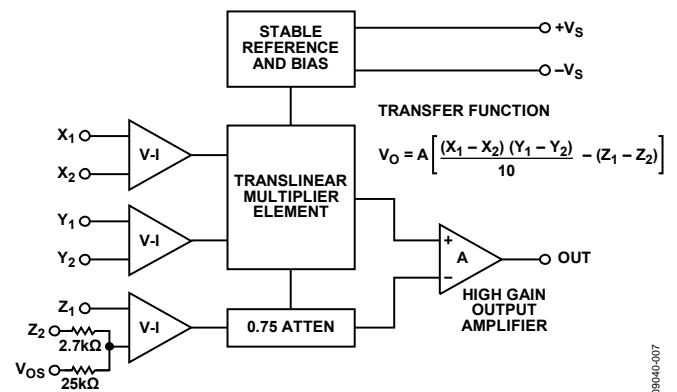 STABLE
REFERENCE
AND BIAS
+VS
–VS
TRANSFER FUNCTION
VO = A [ (X1 – X2) (Y1 – Y2) / 10 – (Z1 – Z2) ]
X1
X2
V-I
TRANSLINEAR
MULTIPLIER
ELEMENT
Y1
Y2
V-I
+
A
–
OUT
HIGH GAIN
OUTPUT
AMPLIFIER
Z1
Z2
2.7kΩ
VOS
25kΩ
V-I
0.75 ATTEN
09040-007